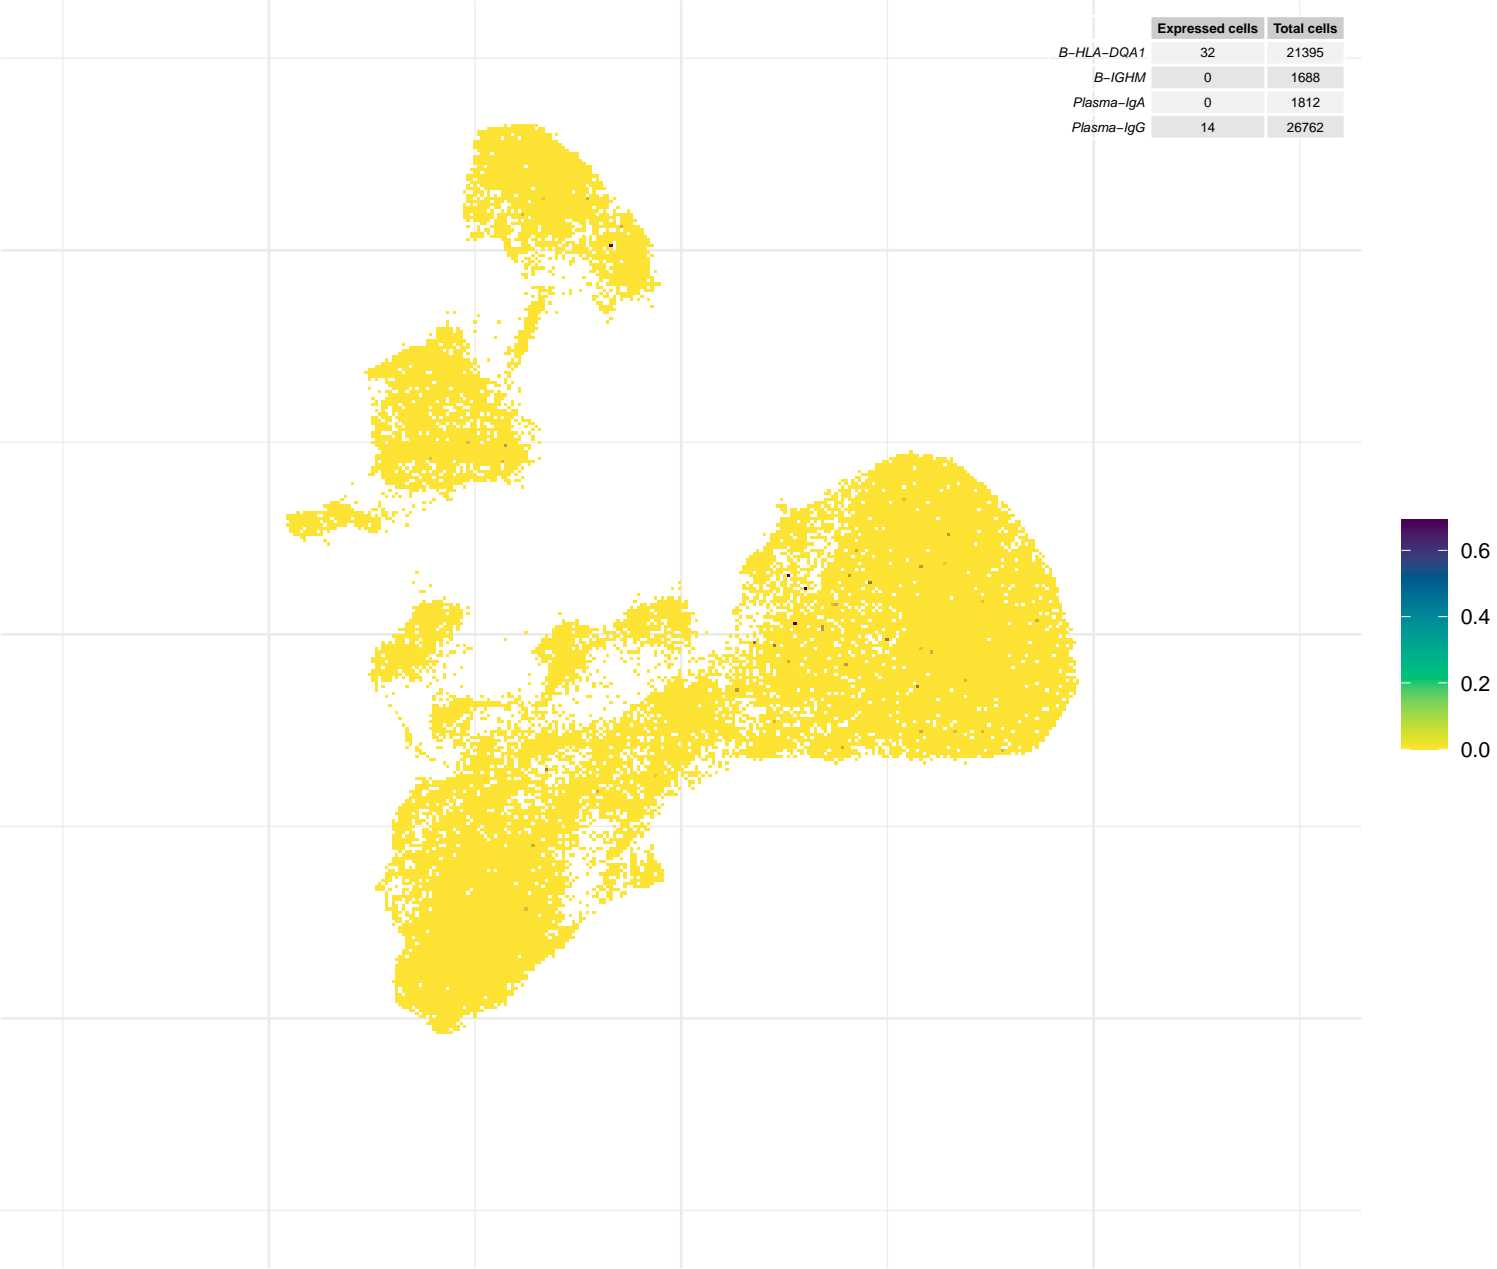 Expressed cells Total cells
B−HLA−DQA1 32 21395
B−IGHM 0 1688
Plasma−IgA 0 1812
Plasma−IgG 14 26762
0.6
0.4
0.2
0.0